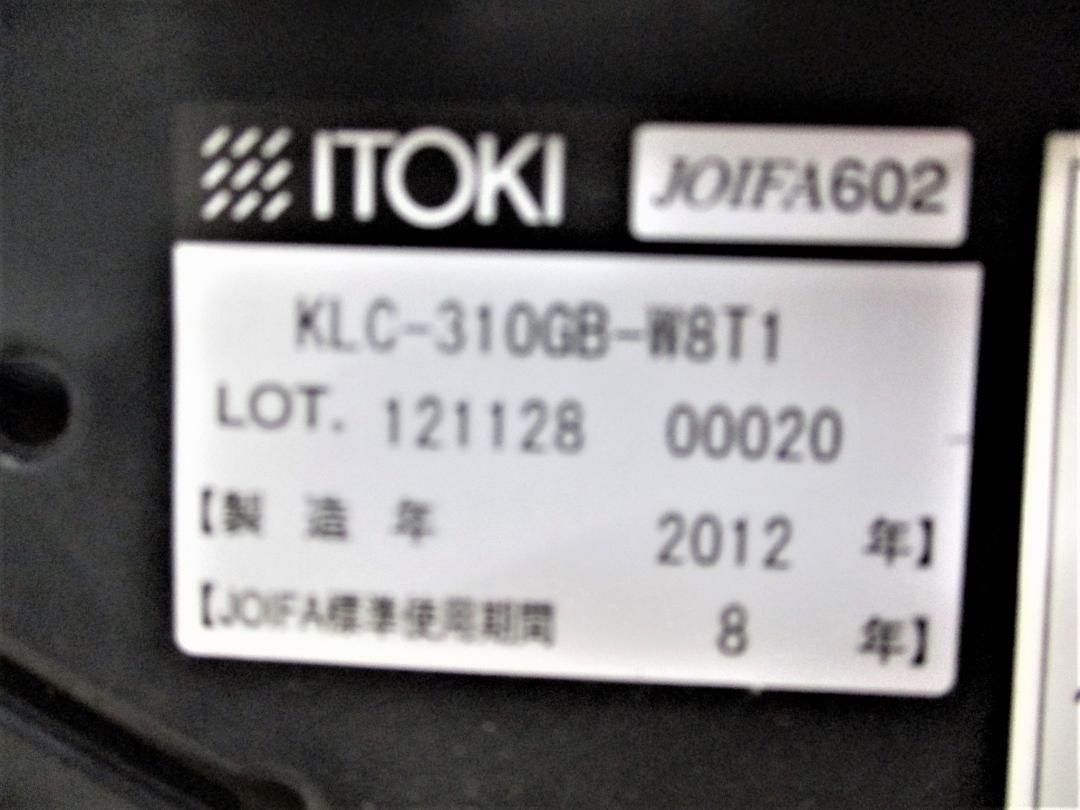 ITOKI JOIFA602
KLC-310GB-W8T1
LOT. 121128 00020
【製 造 年 2012 年】
【JOIFA標準使用期間 8 年】